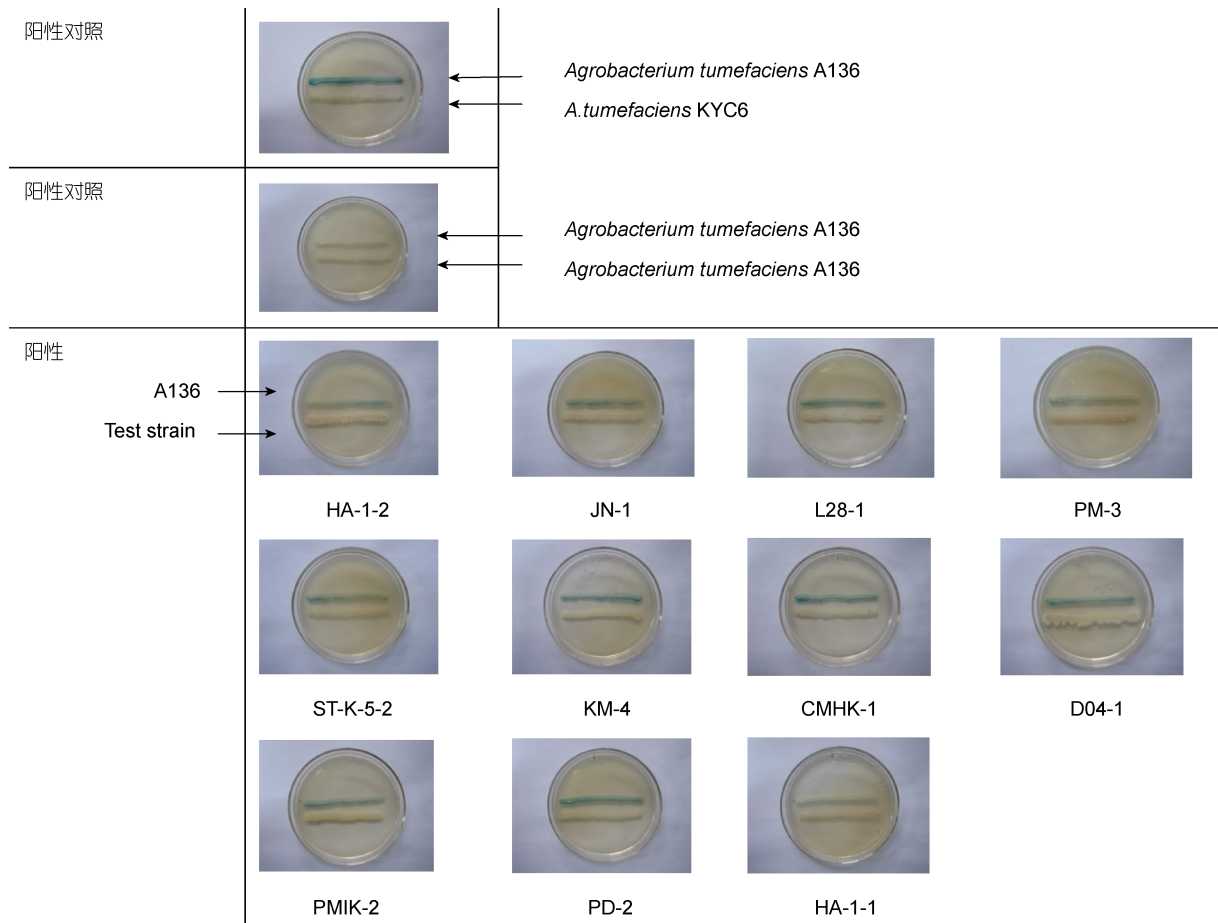 阳性对照
Agrobacterium tumefaciens A136
A.tumefaciens KYC6
阳性对照
Agrobacterium tumefaciens A136
Agrobacterium tumefaciens A136
阳性
A136
Test strain
HA-1-2 JN-1 L28-1 PM-3
ST-K-5-2 KM-4 CMHK-1 D04-1
PMIK-2 PD-2 HA-1-1